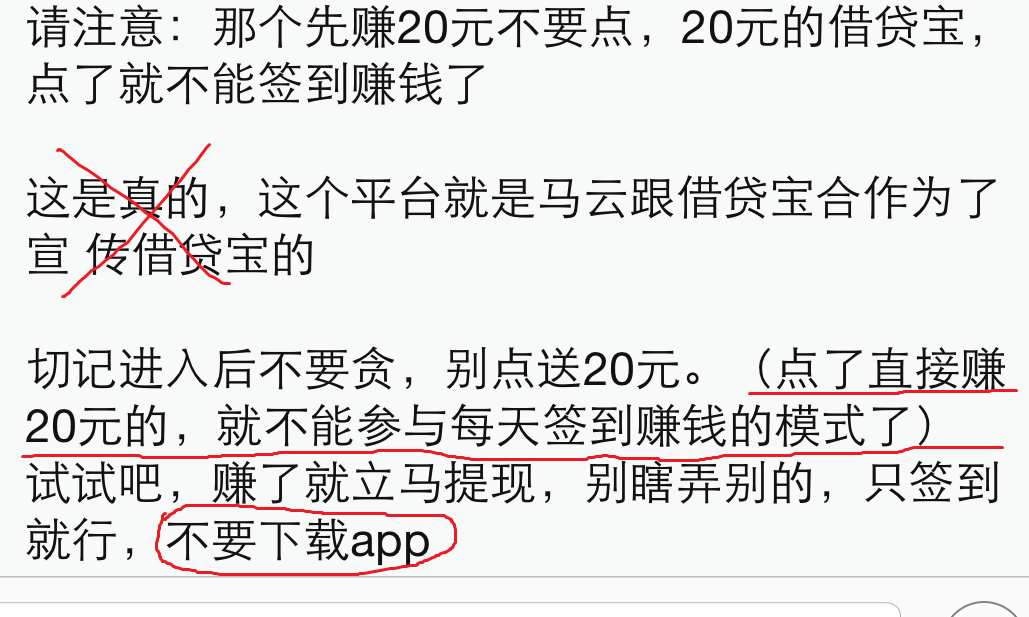 请注意：那个先赚20元不要点，20元的借贷宝，
点了就不能签到赚钱了
这是真的，这个平台就是马云跟借贷宝合作为了
宣 传借贷宝的
切记进入后不要贪，别点送20元。（点了直接赚
20元的，就不能参与每天签到赚钱的模式了）
试试吧，赚了就立马提现，别瞎弄别的，只签到
就行，不要下载app